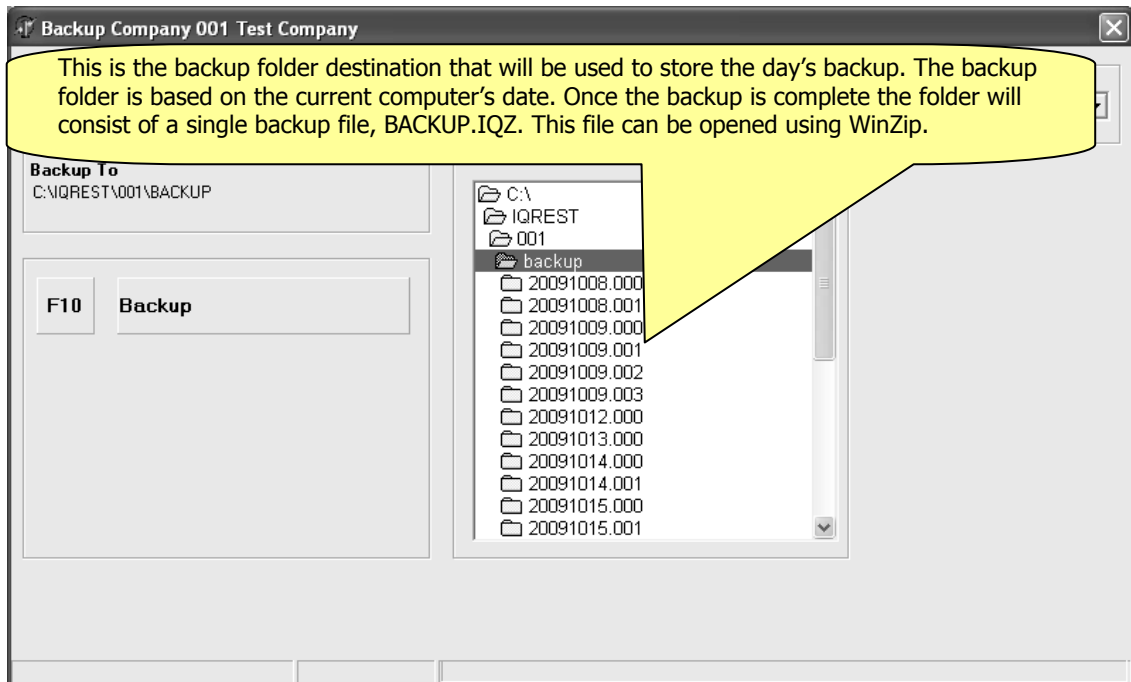 Backup Company 001 Test Company
This is the backup folder destination that will be used to store the day’s backup. The backup
folder is based on the current computer’s date. Once the backup is complete the folder will
consist of a single backup file, BACKUP.IQZ. This file can be opened using WinZip.
Backup To
C:\IQREST\001\BACKUP
F10 Backup
C:\
IQREST
001
backup
20091008.000
20091008.001
20091009.000
20091009.001
20091009.002
20091009.003
20091012.000
20091013.000
20091014.000
20091014.001
20091015.000
20091015.001